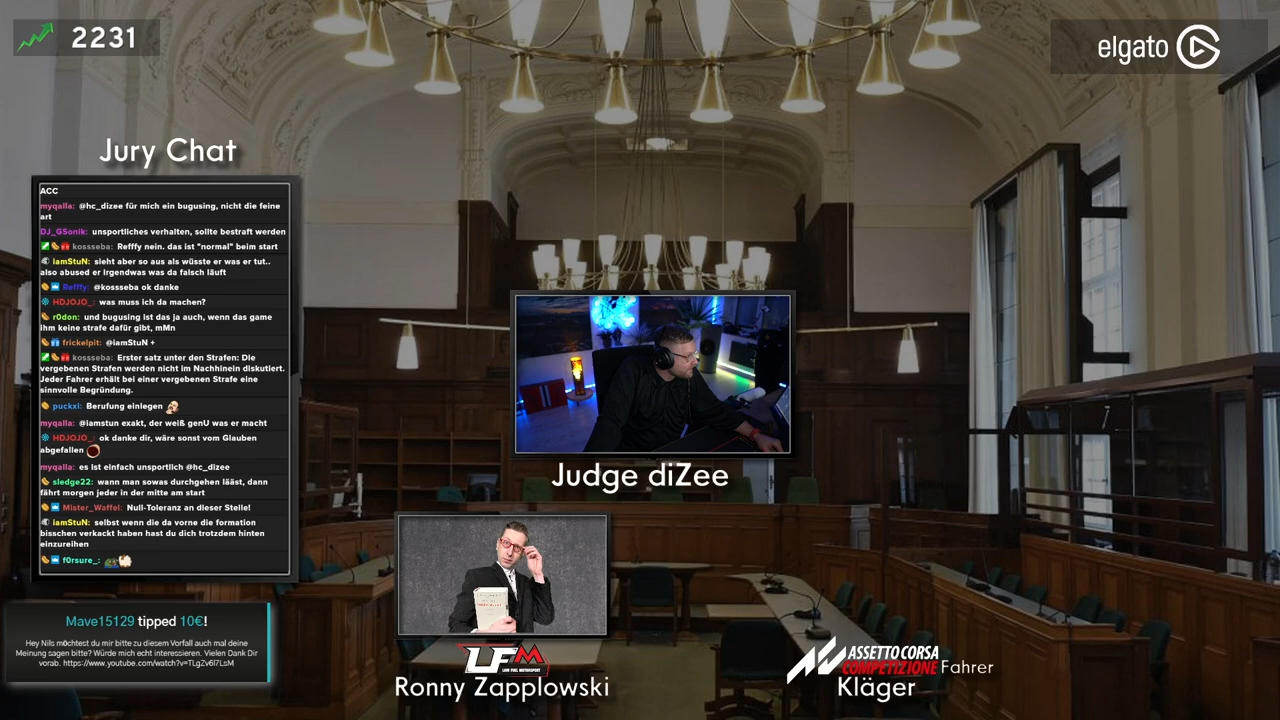 2231
elgato
Jury Chat
ACC
myqalla: @hc_dizee für mich ein bugusing, nicht die feine
art
DJ_GSonik: unsportliches verhalten, sollte bestraft werden
kossseba: Refffy nein. das ist "normal" beim start
iamStuN: sieht aber so aus als wüsste er was er tut..
also abused er irgendwas was da falsch läuft
Refffy: @kossseba ok danke
HDJOJO_: was muss ich da machen?
r0don: und bugusing ist das ja auch, wenn das game
ihm keine strafe dafür gibt, mMn
frickelpit: @iamStuN +
kossseba: Erster satz unter den Strafen: Die
vergebenen Strafen werden nicht im Nachhinein diskutiert.
Jeder Fahrer erhält bei einer vergebenen Strafe eine
sinnvolle Begründung.
puckxi: Berufung einlegen
myqalla: @iamstun exakt, der weiß genU was er macht
HDJOJO_: ok danke dir, wäre sonst vom Glauben
abgefallen
myqalla: es ist einfach unsportlich @hc_dizee
sledge22: wann man sowas durchgehen lääst, dann
fährt morgen jeder in der mitte am start
Mister_Waffel: Null-Toleranz an dieser Stelle!
iamStuN: selbst wenn die da vorne die formation
bisschen verkackt haben hast du dich trotzdem hinten
einzureihen
f0rsure_:
Judge diZee
Mave15129 tipped 10€!
Hey Nils möchtest du mir bitte zu diesem Vorfall auch mal deine
Meinung sagen bitte? Würde mich echt interessieren. Vielen Dank Dir
vorab. https://www.youtube.com/watch?v=TLgZv6l7LsM
LFM
LOW FUEL MOTORSPORT
Ronny Zapplowski
ASSETTO CORSA
COMPETIZIONE Fahrer
Kläger